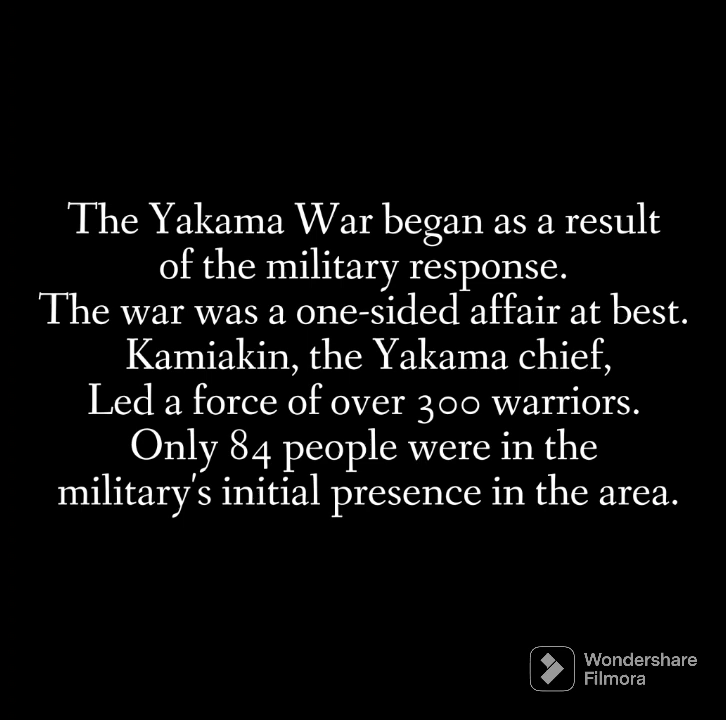 The Yakama War began as a result
of the military response.
The war was a one-sided affair at best.
Kamiakin, the Yakama chief,
Led a force of over 300 warriors.
Only 84 people were in the
military's initial presence in the area.
Wondershare
Filmora